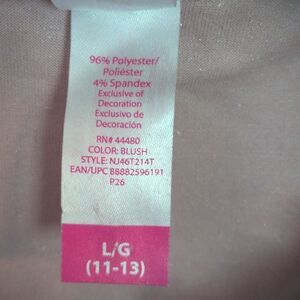 96% Polyester/
Poliéster
4% Spandex
Exclusive of
Decoration
Exclusivo de
Decoración
RN# 44480
COLOR: BLUSH
STYLE: NJ46T214T
EAN/UPC 88882596191
P26
L/G
(11-13)